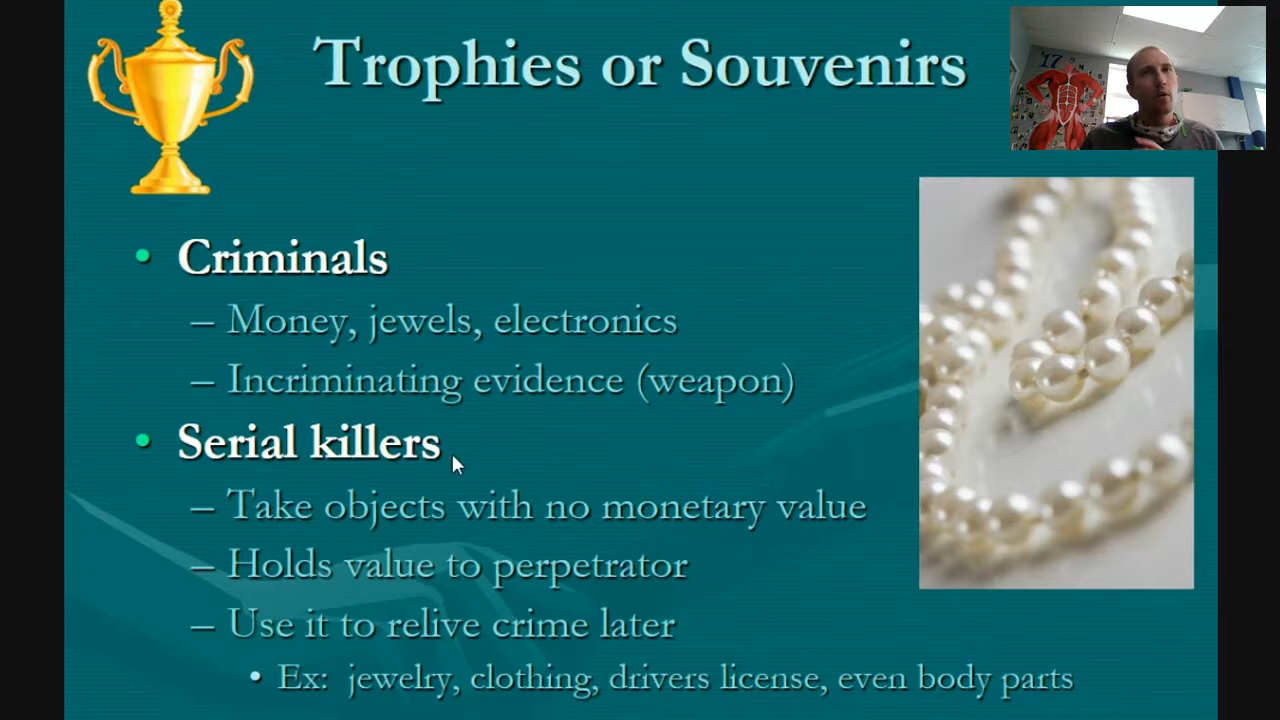 Trophies or Souvenirs
'17
• Criminals
– Money, jewels, electronics
– Incriminating evidence (weapon)
• Serial killers
– Take objects with no monetary value
– Holds value to perpetrator
– Use it to relive crime later
• Ex: jewelry, clothing, drivers license, even body parts